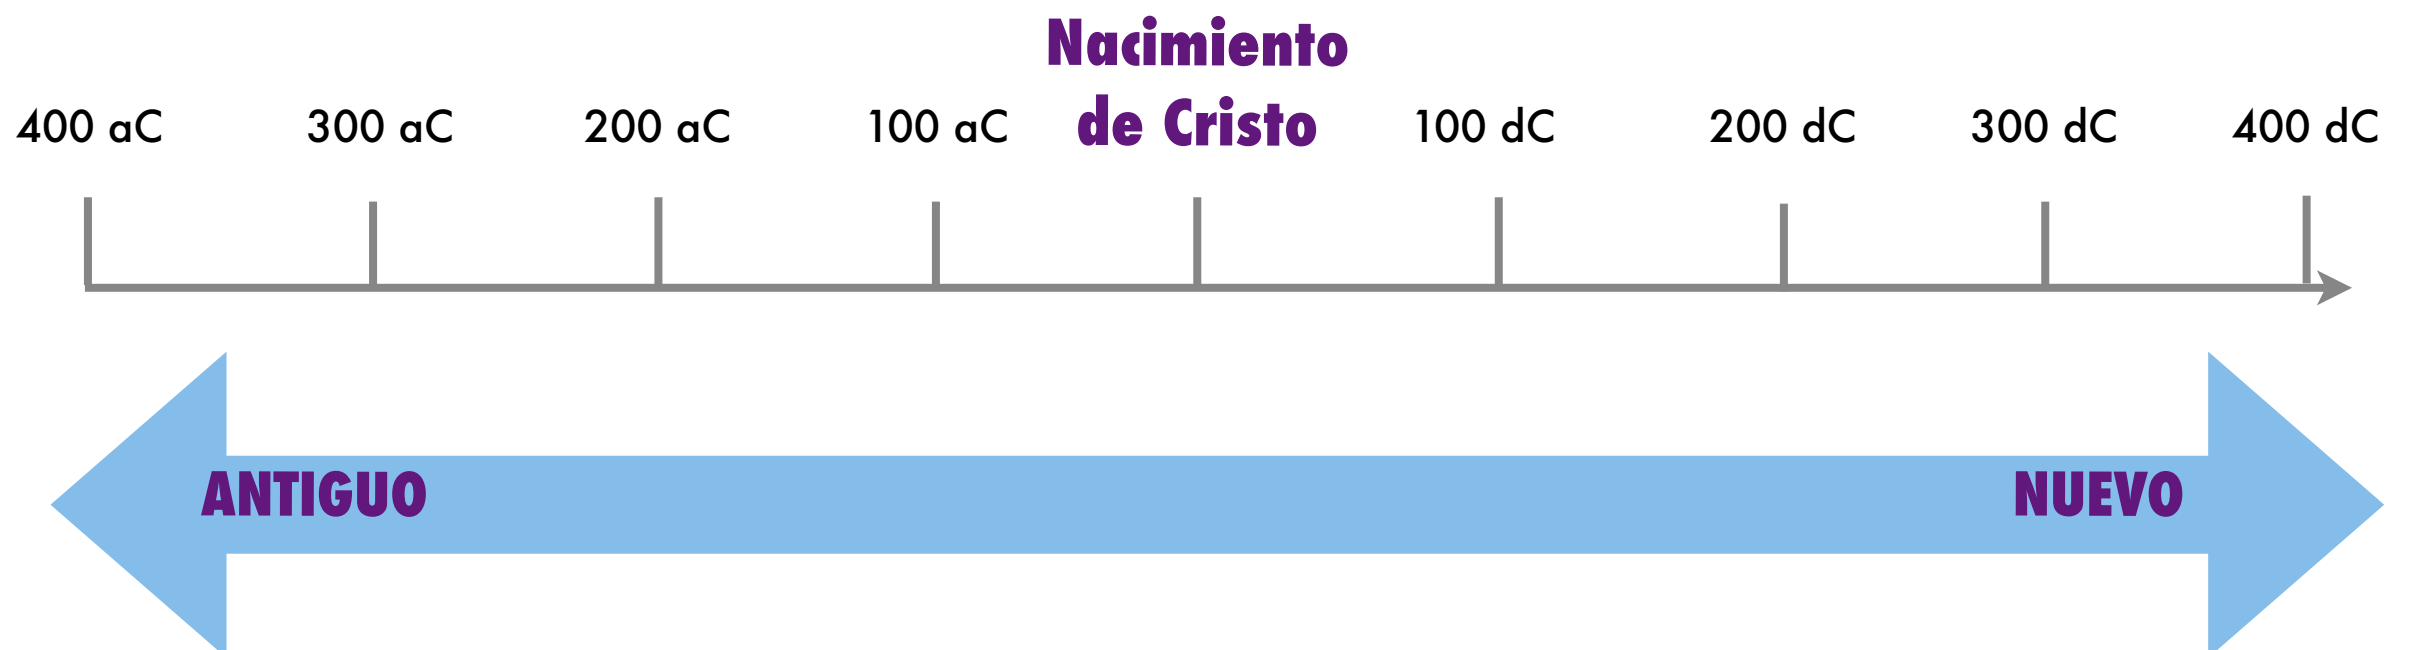 Nacimiento
de Cristo
400 aC 300 aC 200 aC 100 aC 100 dC 200 dC 300 dC 400 dC
ANTIGUO NUEVO